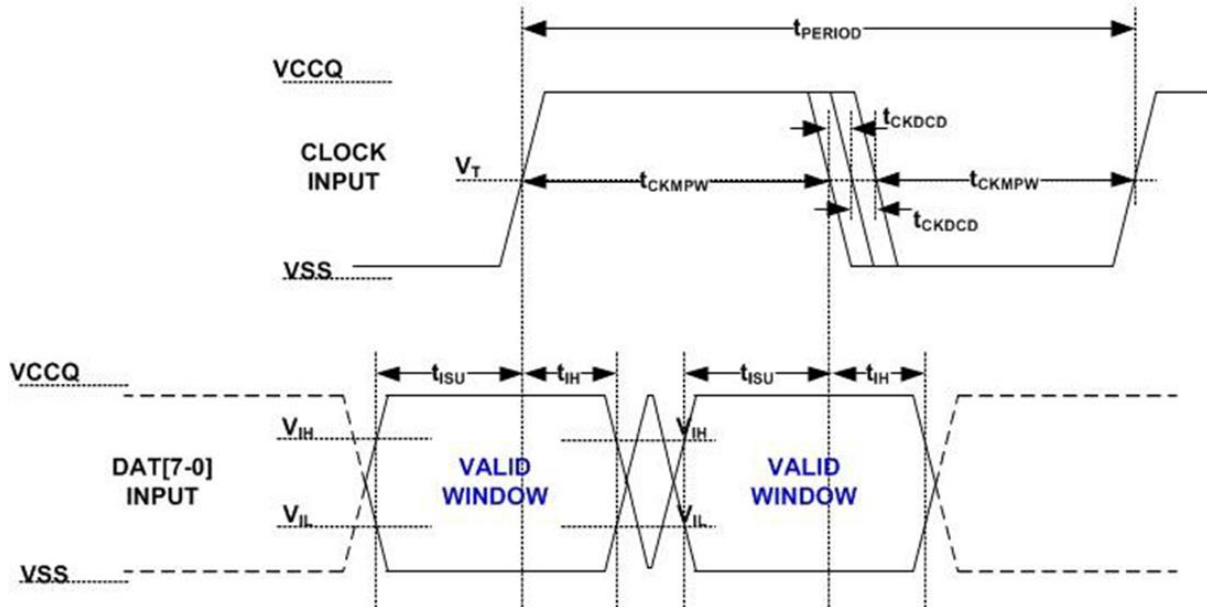 tPERIOD
VCCQ
tCKDCD
CLOCK
INPUT
VT
tCKMPW
tCKMPW
tCKDCD
VSS
VCCQ
tISU
tIH
tISU
tIH
VIH
VIH
DAT[7-0]
INPUT
VALID
WINDOW
VALID
WINDOW
VIL
VIL
VSS